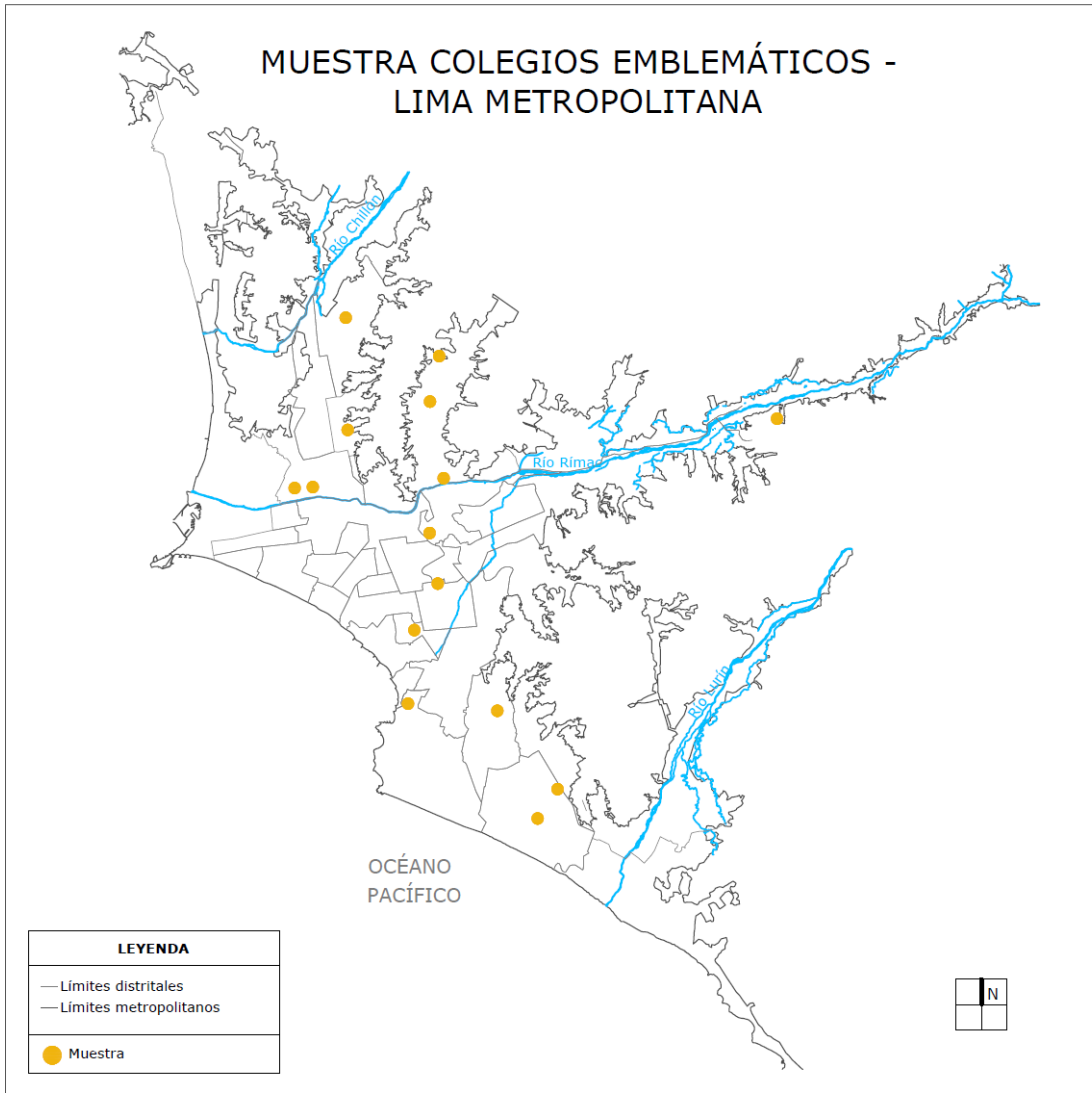 MUESTRA COLEGIOS EMBLEMÁTICOS -
LIMA METROPOLITANA
Río Chillón
Río Rímac
Río Lurín
OCÉANO
PACÍFICO
LEYENDA
Límites distritales
Límites metropolitanos
Muestra
N